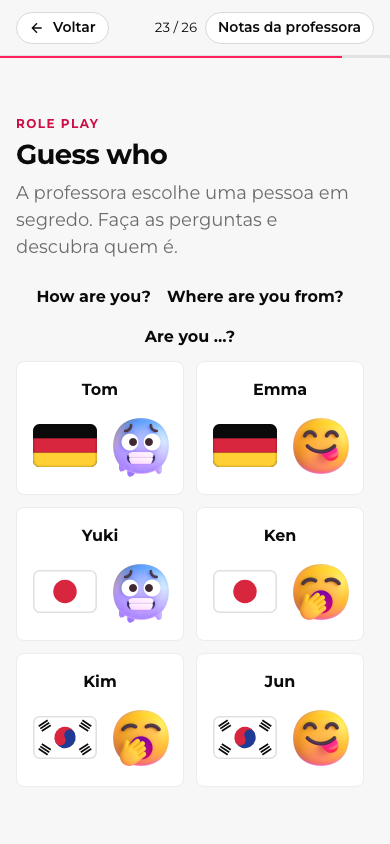 Voltar
23 / 26
Notas da professora
ROLE PLAY
Guess who
A professora escolhe uma pessoa em
segredo. Faça as perguntas e
descubra quem é.
How are you? Where are you from?
Are you ...?
Tom
Emma
Yuki
Ken
Kim
Jun